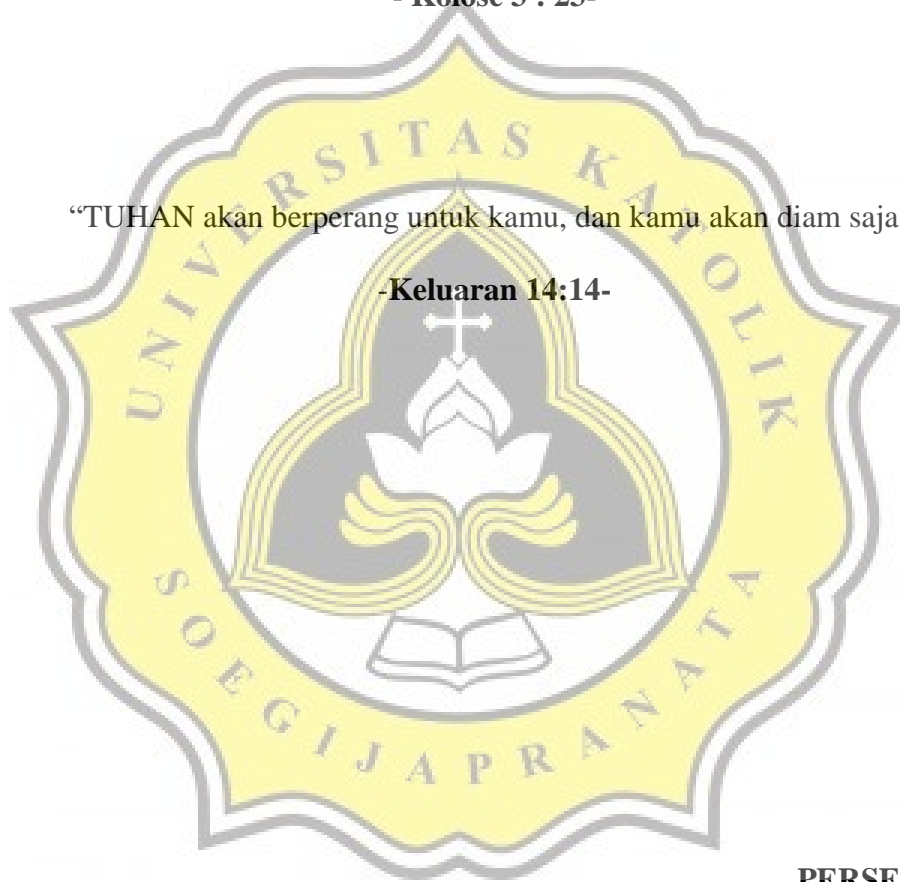 - Kolose 3 : 23-
“TUHAN akan berperang untuk kamu, dan kamu akan diam saja
-Keluaran 14:14-
UNIVERSITAS KATOLIK
SOEGIJAPRANATA